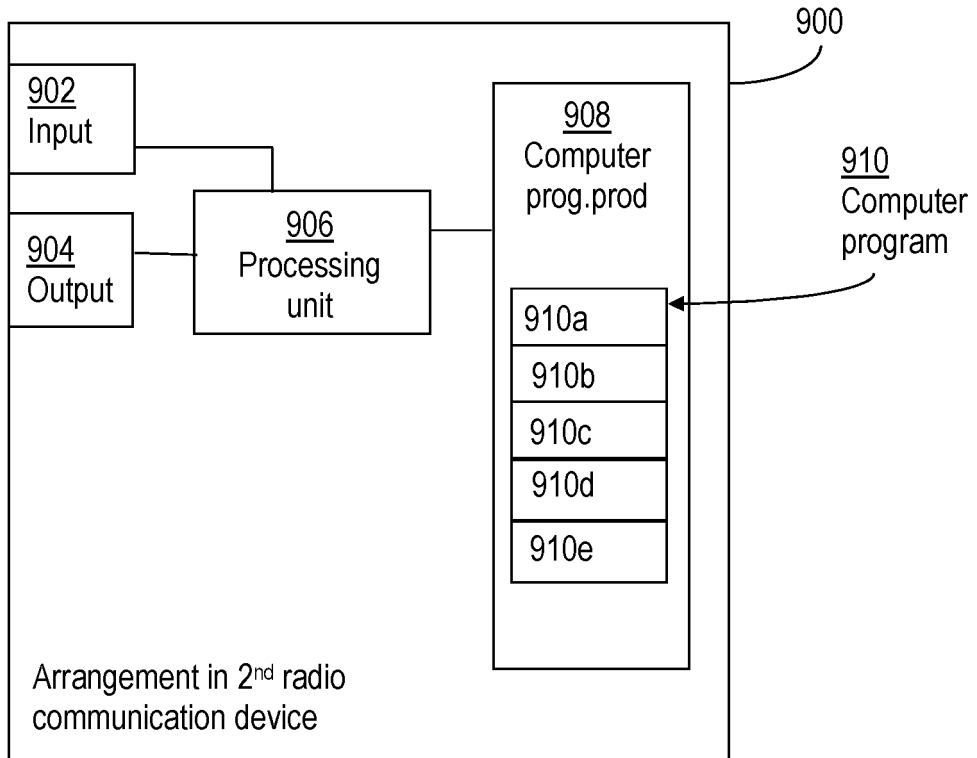 900
902
Input
904
Output
906
Processing
unit
908
Computer
prog.prod
910
Computer
program
910a
910b
910c
910d
910e
Arrangement in 2nd radio
communication device